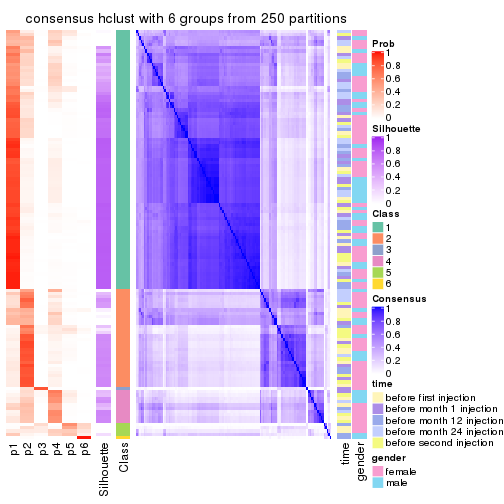 consensus hclust with 6 groups from 250 partitions
Prob
1
0.8
0.6
0.4
0.2
0
Silhouette
1
0.8
0.6
0.4
0.2
0
Class
1
2
3
4
5
6
Consensus
1
0.8
0.6
0.4
0.2
0
time
before first injection
before month 1 injection
before month 12 injection
before month 24 injection
before second injection
gender
female
male
p1
p2
p3
p4
p5
p6
Silhouette
Class
time
gender